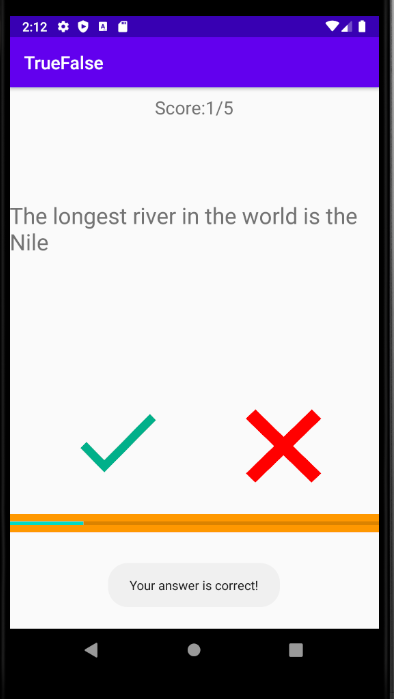 2:12
TrueFalse
Score:1/5
The longest river in the world is the
Nile
Your answer is correct!